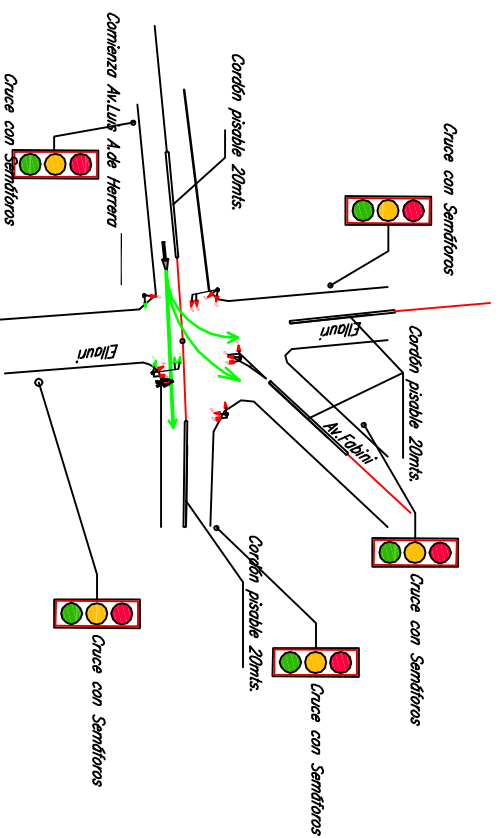 Cruce con Semáforos
Comienza Av.Luis A.de Herrera
Cordón pisable 20mts.
Cruce con Semáforos
Ellauri
Ellauri
Cordón pisable 20mts.
Av.Fabini
Cruce con Semáforos
Cordón pisable 20mts.
Cruce con Semáforos
Cruce con Semáforos